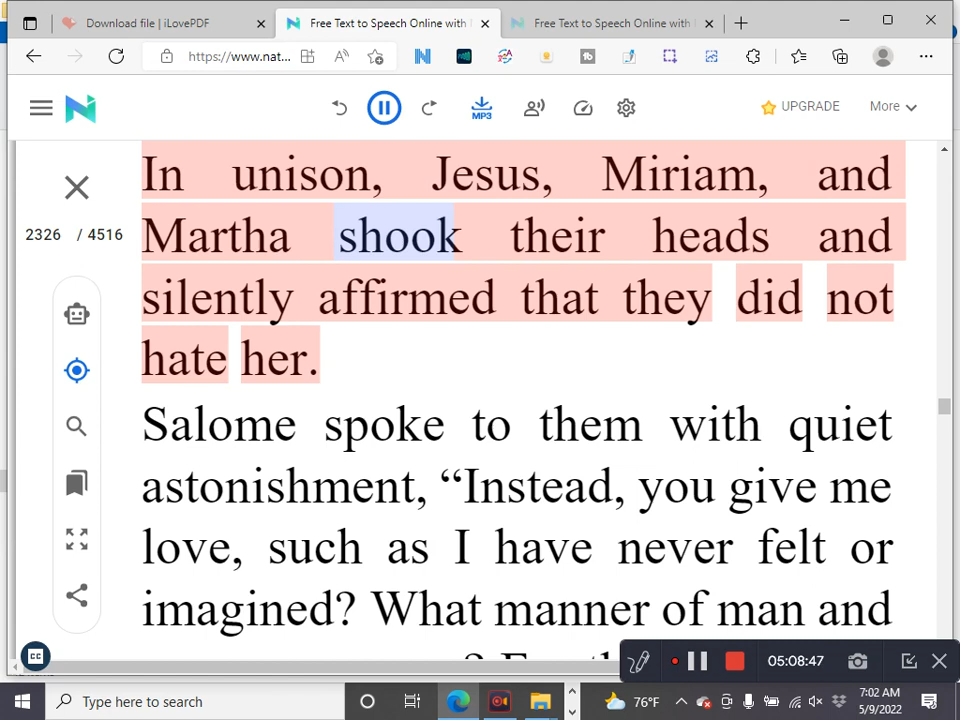 Download file | iLovePDF
Free Text to Speech Online with
Free Text to Speech Online with
https://www.nat...
UPGRADE
More
MP3
2326 / 4516
In unison, Jesus, Miriam, and
Martha shook their heads and
silently affirmed that they did not
hate her.
Salome spoke to them with quiet
astonishment, “Instead, you give me
love, such as I have never felt or
imagined? What manner of man and
CC
05:08:47
Type here to search
76°F
7:02 AM
5/9/2022